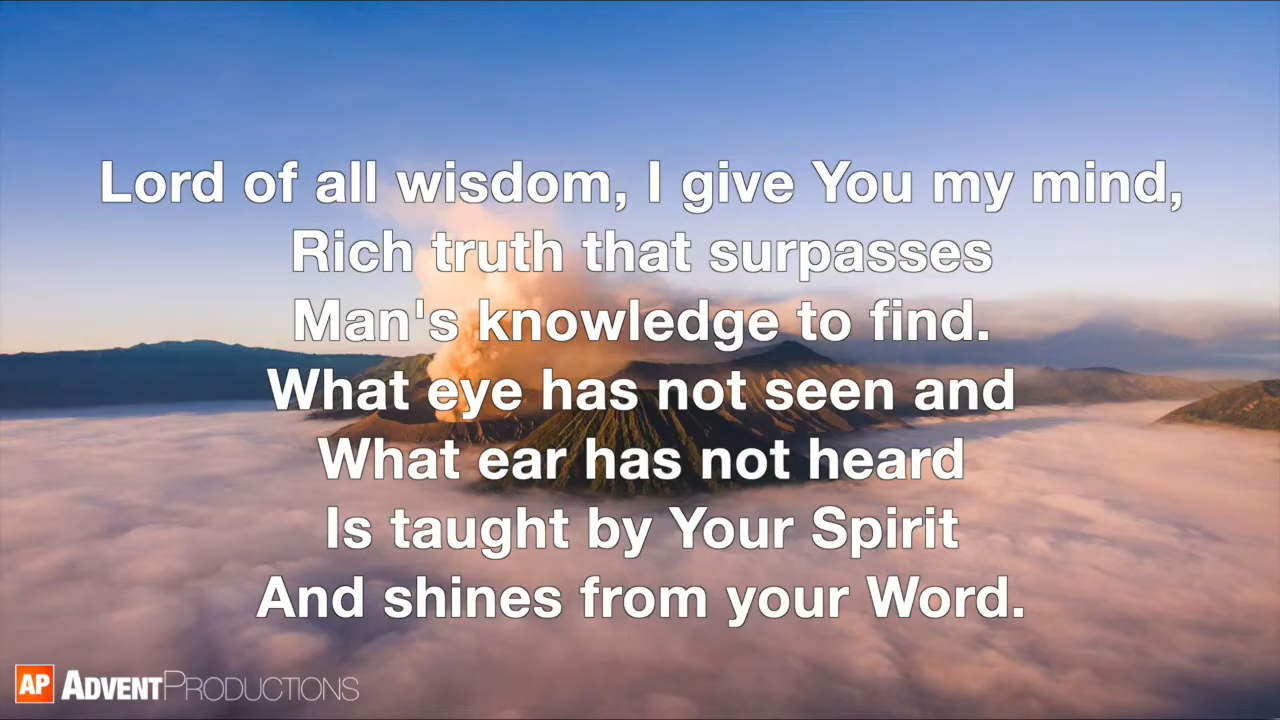 Lord of all wisdom, I give You my mind,
Rich truth that surpasses
Man's knowledge to find.
What eye has not seen and
What ear has not heard
Is taught by Your Spirit
And shines from your Word.
AP ADVENTPRODUCTIONS